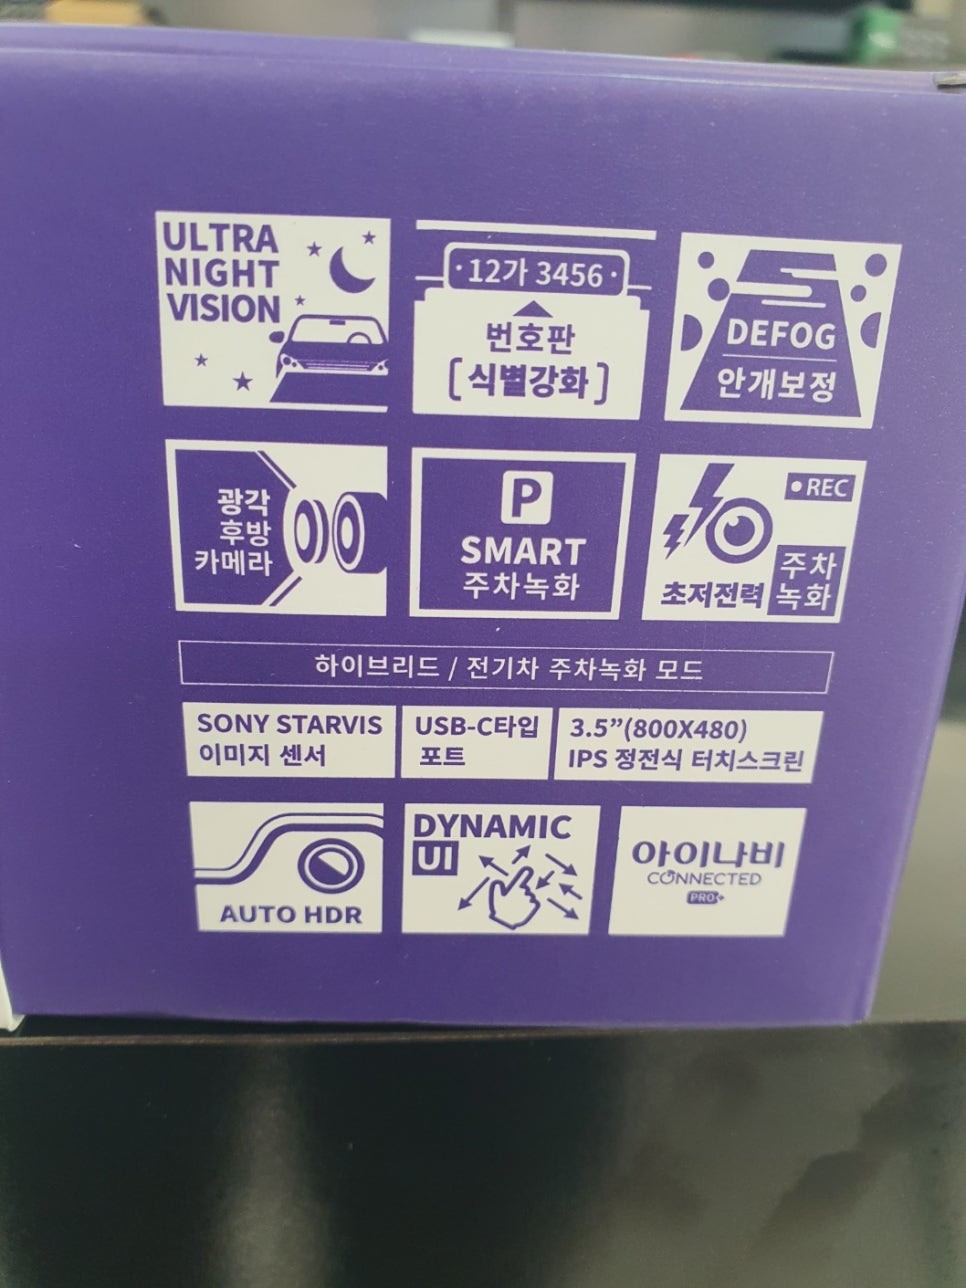 ULTRA
NIGHT
VISION
12가 3456
번호판
[식별강화]
DEFOG
안개보정
광각
후방
카메라
P
SMART
주차녹화
REC
초저전력
주차
녹화
하이브리드 / 전기차 주차녹화 모드
SONY STARVIS
이미지 센서
USB-C타입
포트
3.5”(800X480)
IPS 정전식 터치스크린
AUTO HDR
DYNAMIC
UI
아이나비
CONNECTED
PRO+